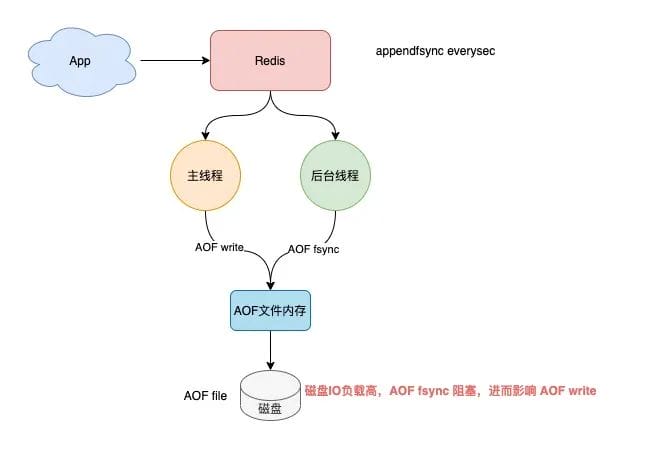 App
Redis
appendfsync everysec
主线程
后台线程
AOF write
AOF fsync
AOF文件内存
AOF file
磁盘
磁盘IO负载高，AOF fsync 阻塞，进而影响 AOF write